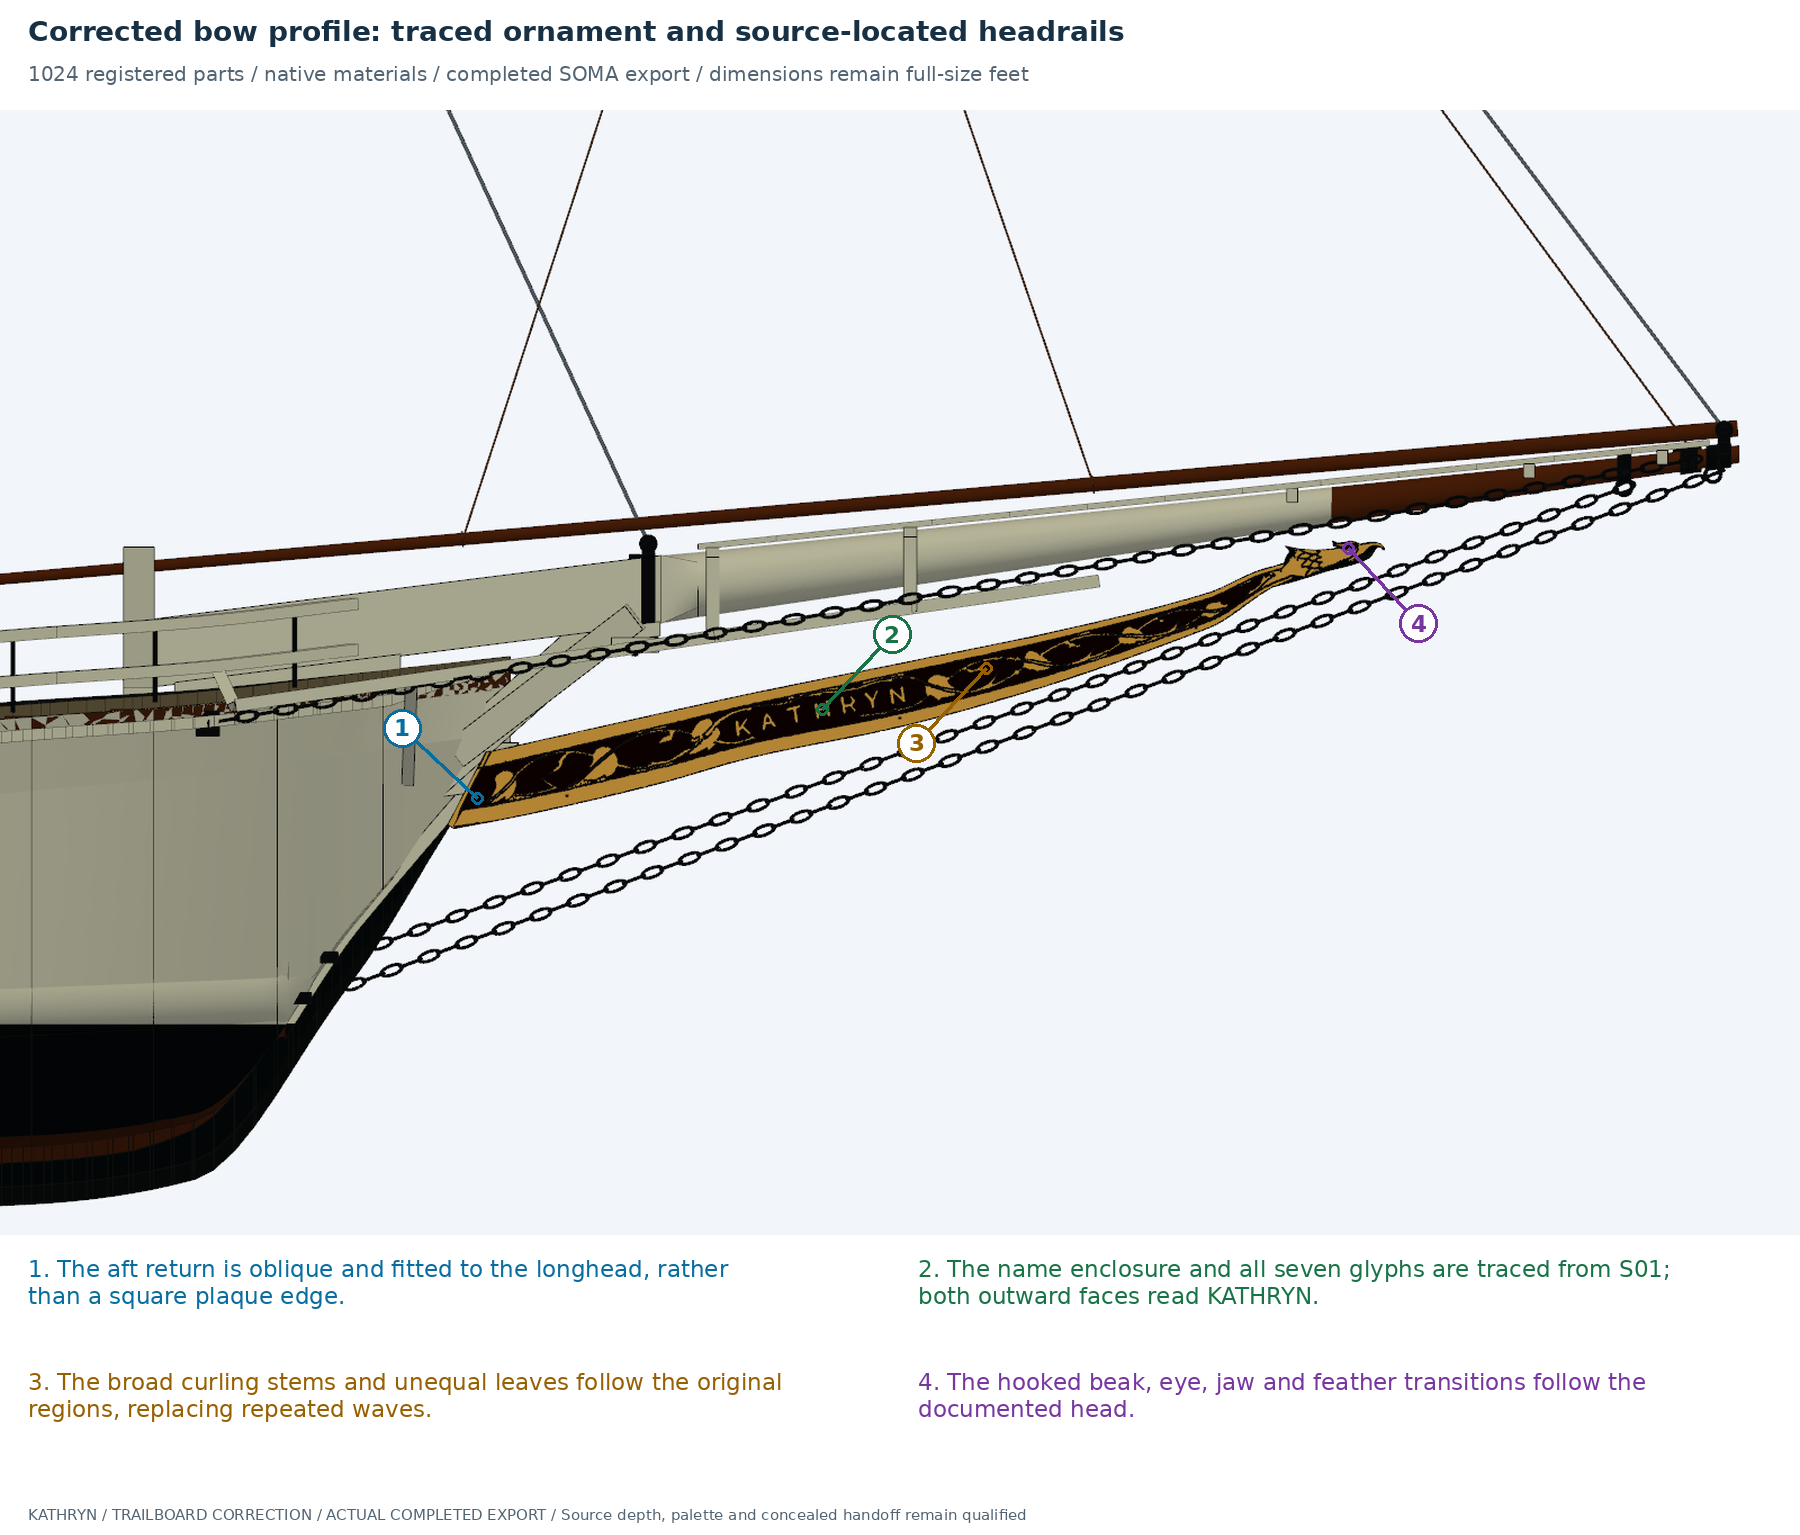 Corrected bow profile: traced ornament and source-located headrails
1024 registered parts / native materials / completed SOMA export / dimensions remain full-size feet
1
2
3
4
KATHRYN
1. The aft return is oblique and fitted to the longhead, rather
than a square plaque edge.
2. The name enclosure and all seven glyphs are traced from S01;
both outward faces read KATHRYN.
3. The broad curling stems and unequal leaves follow the original
regions, replacing repeated waves.
4. The hooked beak, eye, jaw and feather transitions follow the
documented head.
KATHRYN / TRAILBOARD CORRECTION / ACTUAL COMPLETED EXPORT / Source depth, palette and concealed handoff remain qualified